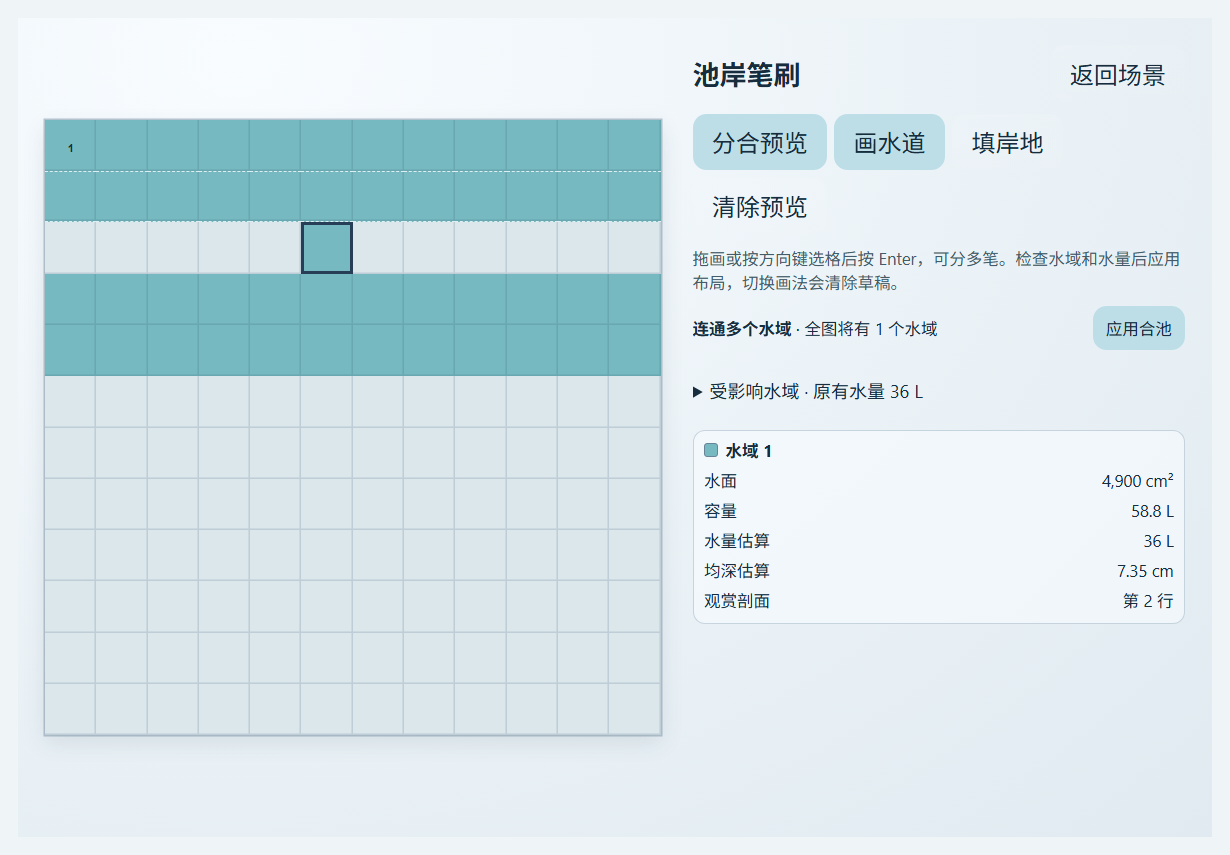 池岸笔刷
返回场景
分合预览
画水道
填岸地
清除预览
拖画或按方向键选格后按 Enter，可分多笔。检查水域和水量后应用
布局，切换画法会清除草稿。
连通多个水域 · 全图将有 1 个水域
应用合池
▶ 受影响水域 · 原有水量 36 L
水域 1
水面 4,900 cm²
容量 58.8 L
水量估算 36 L
均深估算 7.35 cm
观赏剖面 第 2 行
1